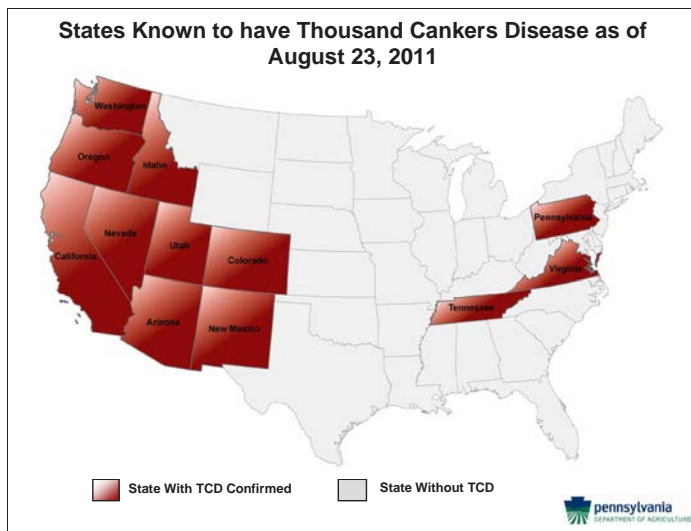 States Known to have Thousand Cankers Disease as of
August 23, 2011
Washington
Oregon
Idaho
Nevada
Utah
Colorado
California
Arizona
New Mexico
Pennsylvania
Virginia
Tennessee
State With TCD Confirmed
State Without TCD
pennsylvania
DEPARTMENT OF AGRICULTURE